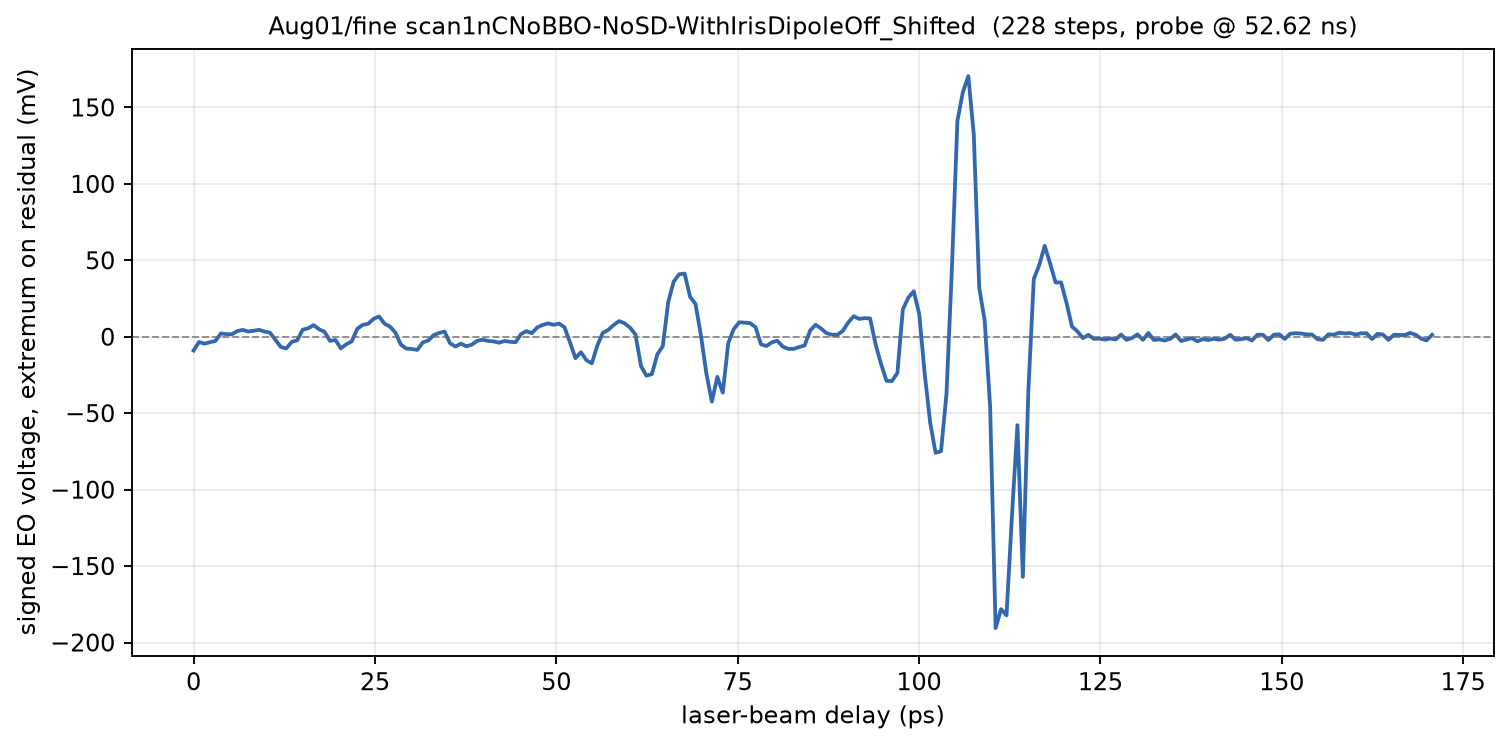 Aug01/fine scan1nCNoBBO-NoSD-WithIrisDipoleOff_Shifted  (228 steps, probe @ 52.62 ns)
signed EO voltage, extremum on residual (mV)
150
100
50
0
−50
−100
−150
−200
0 25 50 75 100 125 150 175
laser-beam delay (ps)